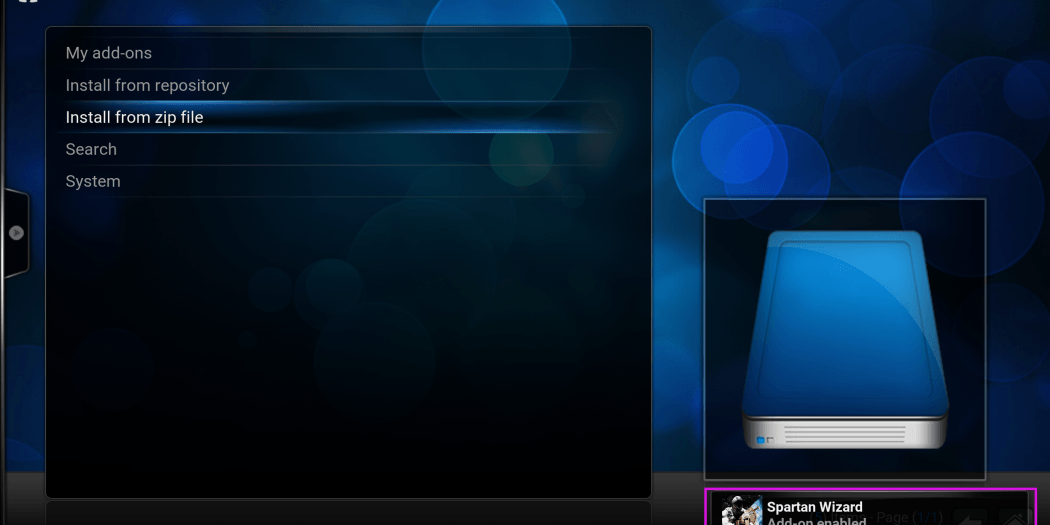 My add-ons
Install from repository
Install from zip file
Search
System
Spartan Wizard
Add-on enabled
Page (1/1)